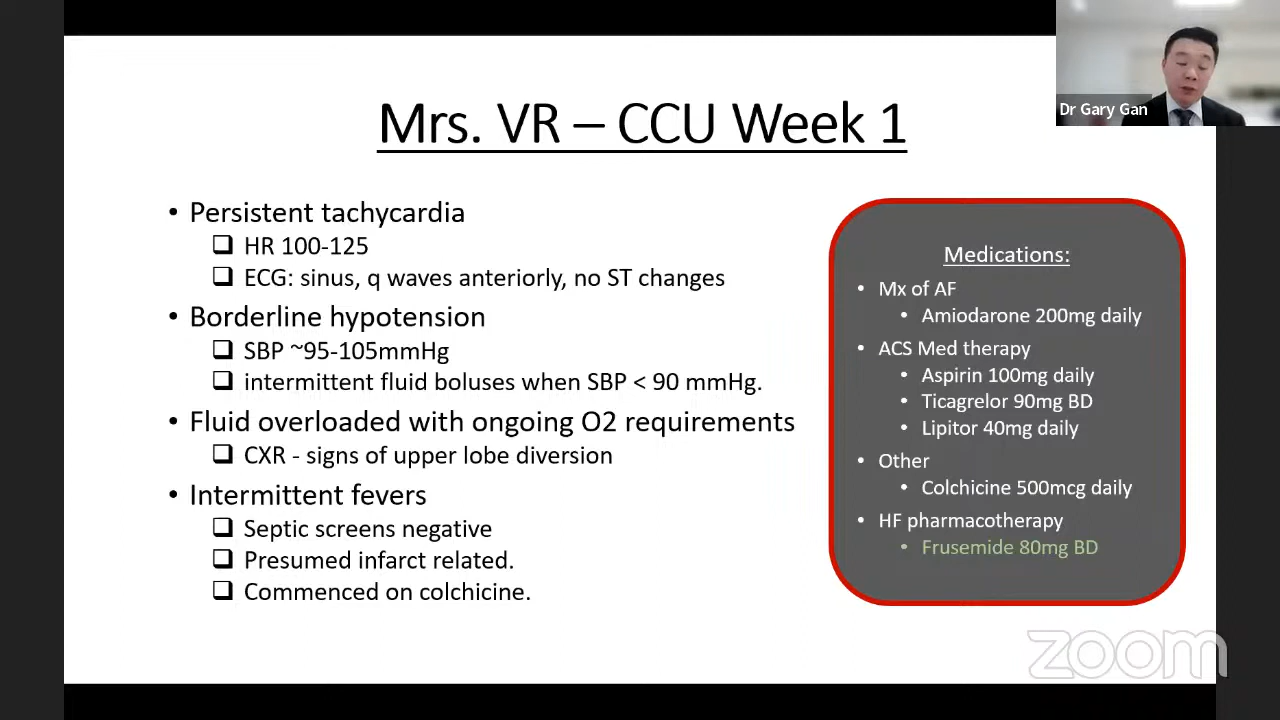 Mrs. VR – CCU Week 1
Dr Gary Gan
• Persistent tachycardia
❑ HR 100-125
❑ ECG: sinus, q waves anteriorly, no ST changes
• Borderline hypotension
❑ SBP ~95-105mmHg
❑ intermittent fluid boluses when SBP < 90 mmHg.
• Fluid overloaded with ongoing O2 requirements
❑ CXR - signs of upper lobe diversion
• Intermittent fevers
❑ Septic screens negative
❑ Presumed infarct related.
❑ Commenced on colchicine.
Medications:
• Mx of AF
• Amiodarone 200mg daily
• ACS Med therapy
• Aspirin 100mg daily
• Ticagrelor 90mg BD
• Lipitor 40mg daily
• Other
• Colchicine 500mcg daily
• HF pharmacotherapy
• Frusemide 80mg BD
zoom